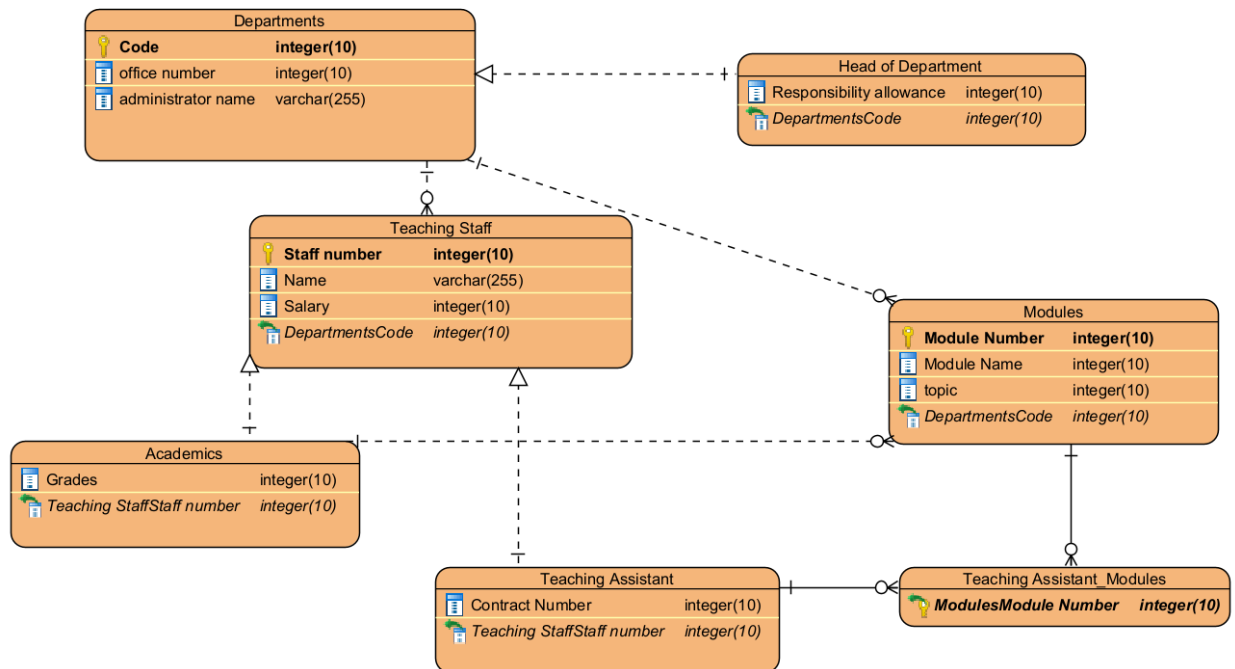 Departments
Code integer(10)
office number integer(10)
administrator name varchar(255)
Head of Department
Responsibility allowance integer(10)
DepartmentsCode integer(10)
Teaching Staff
Staff number integer(10)
Name varchar(255)
Salary integer(10)
DepartmentsCode integer(10)
Modules
Module Number integer(10)
Module Name integer(10)
topic integer(10)
DepartmentsCode integer(10)
Academics
Grades integer(10)
Teaching StaffStaff number integer(10)
Teaching Assistant
Contract Number integer(10)
Teaching StaffStaff number integer(10)
Teaching Assistant_Modules
ModulesModule Number integer(10)